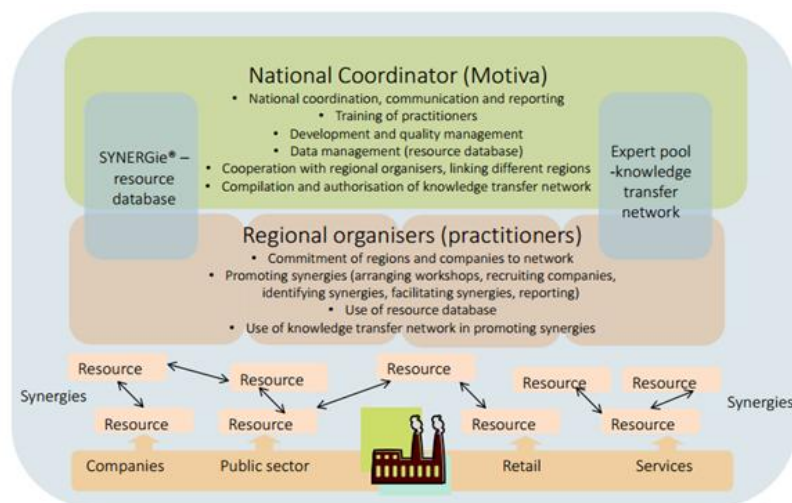 National Coordinator (Motiva)
• National coordination, communication and reporting
• Training of practitioners
• Development and quality management
• Data management (resource database)
• Cooperation with regional organisers, linking different regions
• Compilation and authorisation of knowledge transfer network
SYNERGie® –
resource
database
Expert pool
-knowledge
transfer
network
Regional organisers (practitioners)
• Commitment of regions and companies to network
• Promoting synergies (arranging workshops, recruiting companies,
identifying synergies, facilitating synergies, reporting)
• Use of resource database
• Use of knowledge transfer network in promoting synergies
Resource
Resource
Resource
Resource
Resource
Synergies
Synergies
Resource
Resource
Resource
Resource
Companies
Public sector
Retail
Services